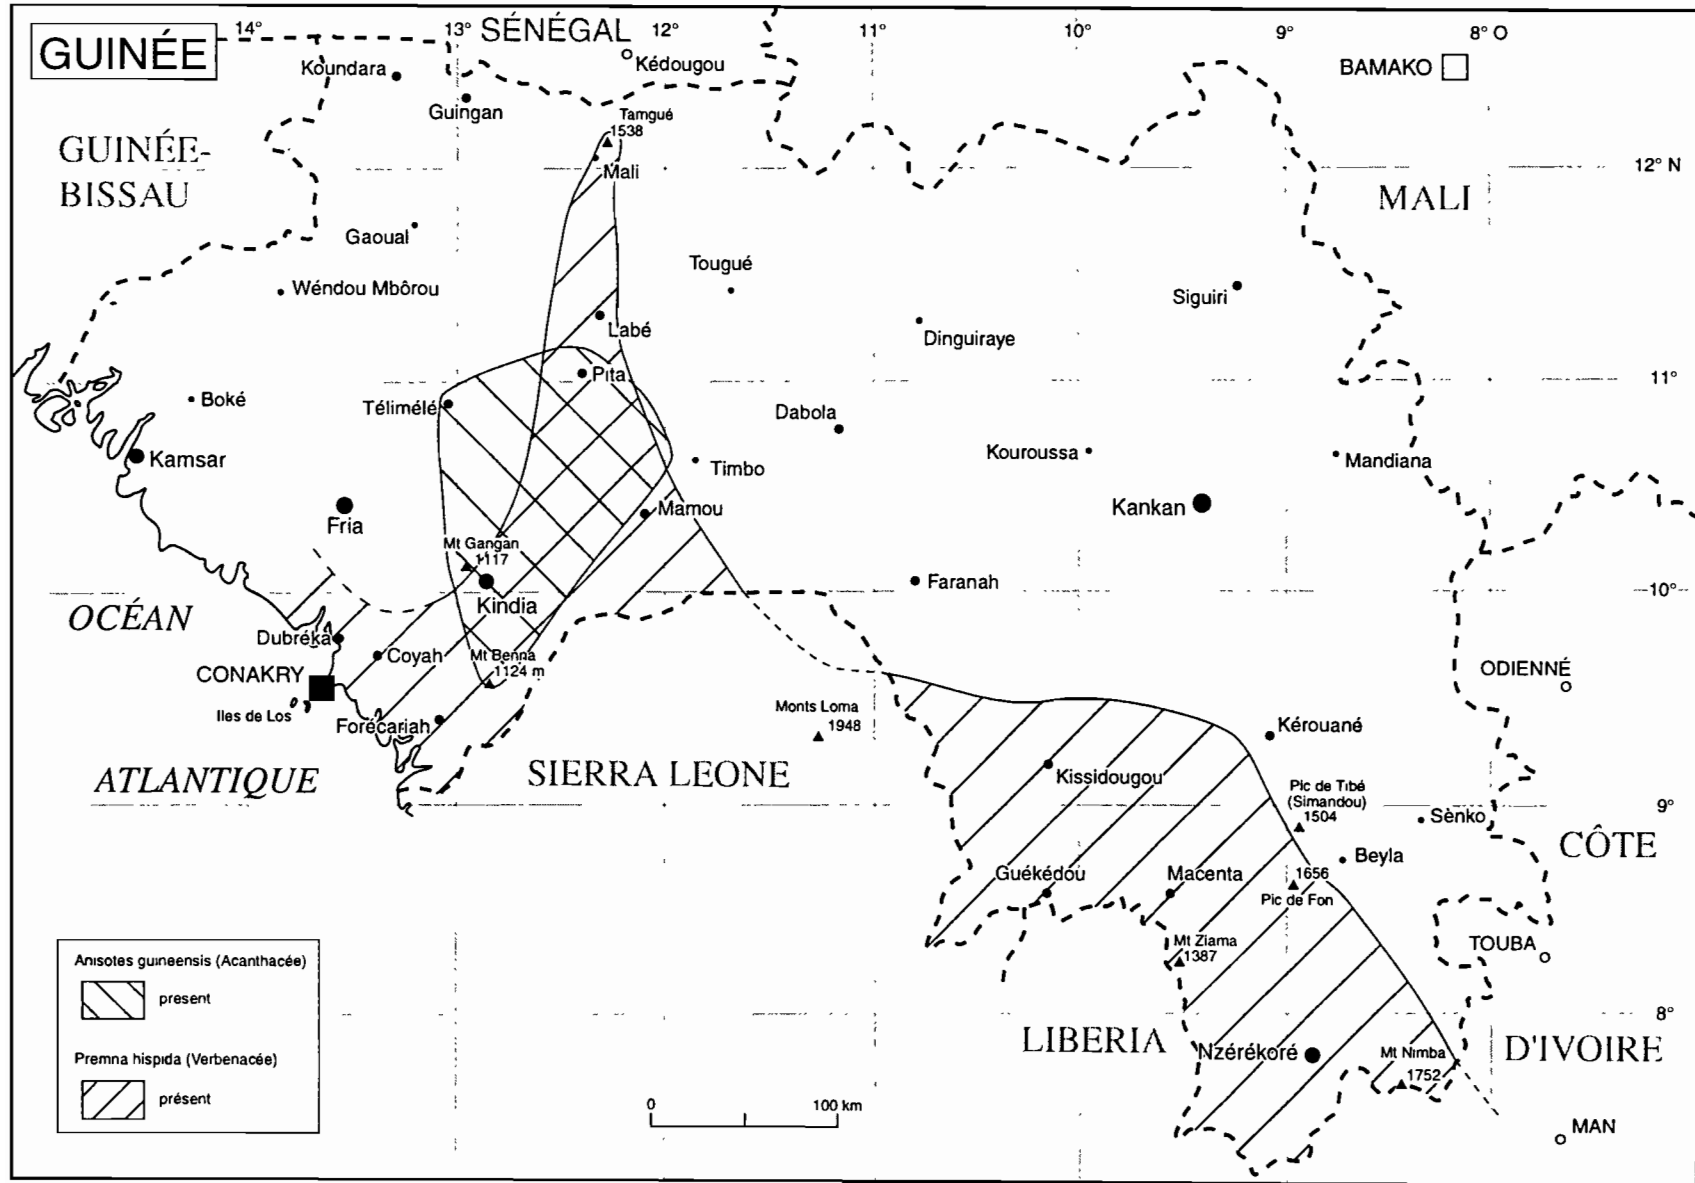 GUINÉE
14°
13°
SÉNÉGAL
12°
11°
10°
9°
8° O
Koundara
Kédougou
BAMAKO
Guingan
Tamgué
1538
GUINÉE-
BISSAU
Mali
12° N
MALI
Gaoual
Tougué
Wéndou Mbôrou
Siguiri
Labé
Dinguiraye
Pita
11°
Boké
Télimélé
Dabola
Kamsar
Timbo
Kouroussa
Mandiana
Fria
Mamou
Kankan
Mt Gangan
1117
Kindia
Faranah
10°
OCÉAN
Dubréka
Coyah
Mt Benna
1124 m
CONAKRY
ODIENNÉ
Iles de Los
Forécariah
Monts Loma
1948
Kérouané
ATLANTIQUE
SIERRA LEONE
Kissidougou
Pic de Tibé
(Simandou)
1504
9°
Sènko
CÔTE
Beyla
Guékédou
Macenta
1656
Pic de Fon
Mt Ziama
1387
TOUBA
Anisotes guineensis (Acanthacée)
present
8°
LIBERIA
Nzérékoré
Mt Nimba
1752
D'IVOIRE
Premna hispida (Verbenacée)
présent
0
100 km
MAN